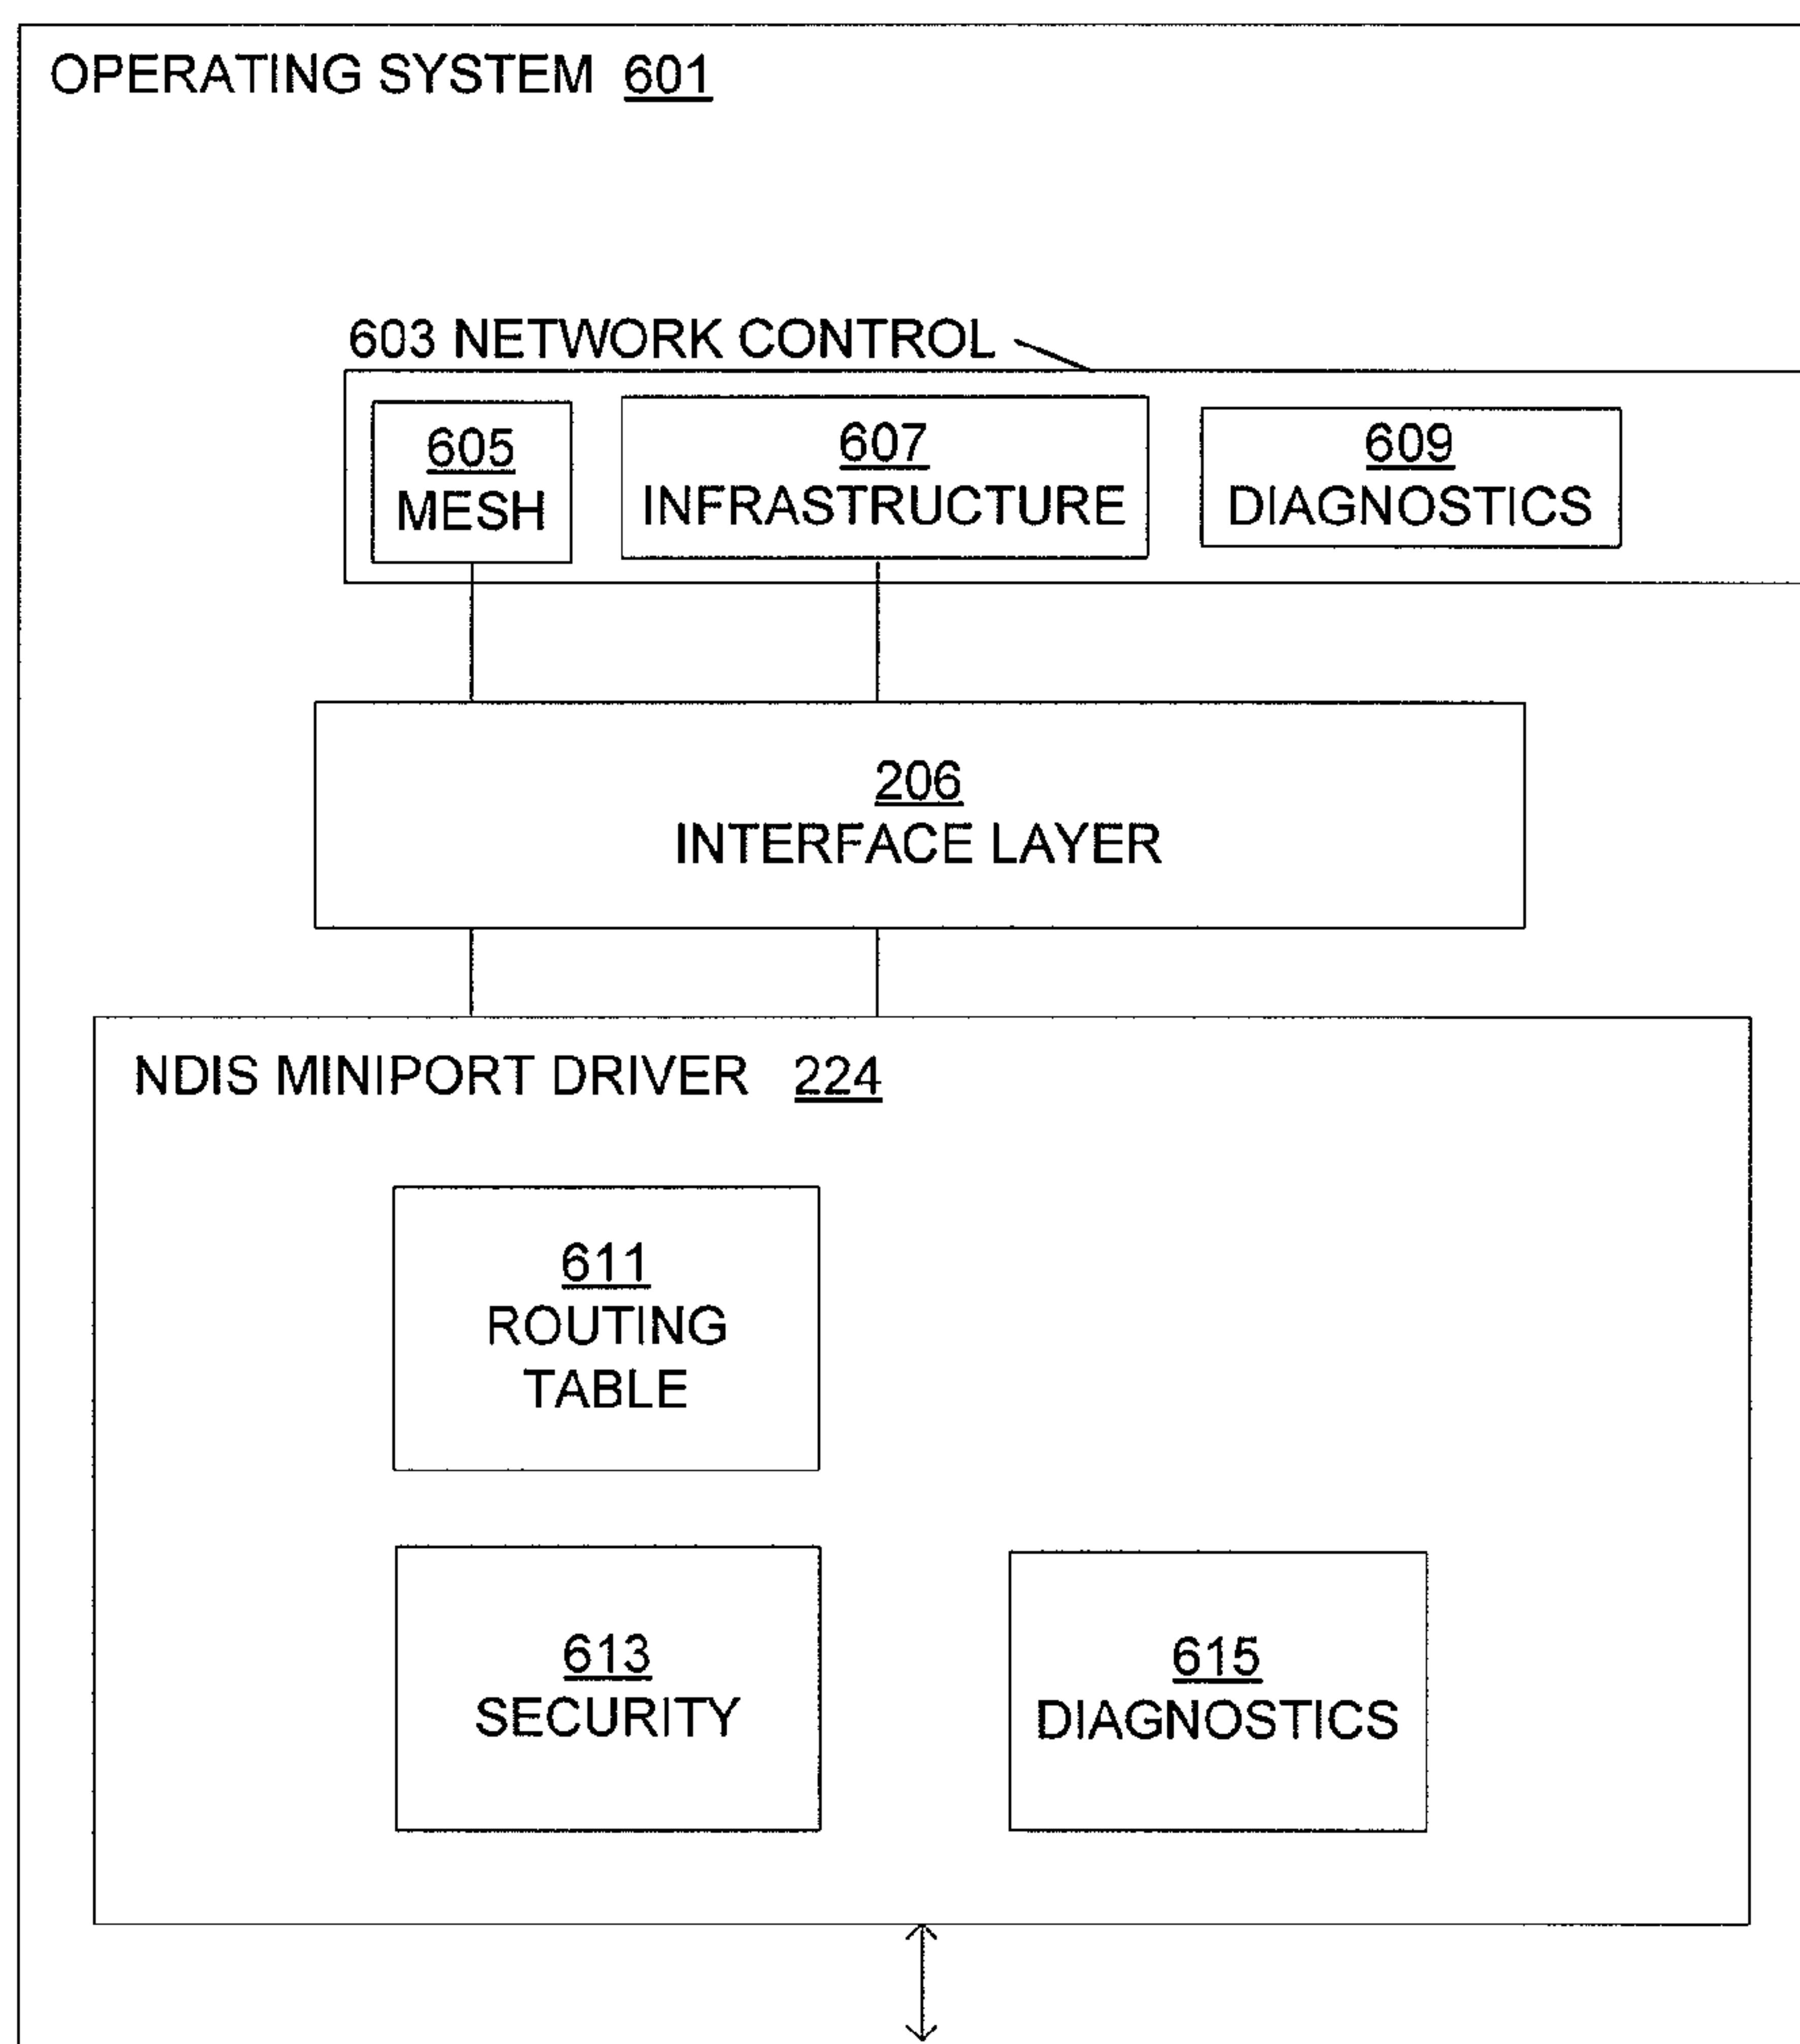 OPERATING SYSTEM 601
603 NETWORK CONTROL
605
MESH
607
INFRASTRUCTURE
609
DIAGNOSTICS
206
INTERFACE LAYER
NDIS MINIPORT DRIVER 224
611
ROUTING
TABLE
613
SECURITY
615
DIAGNOSTICS